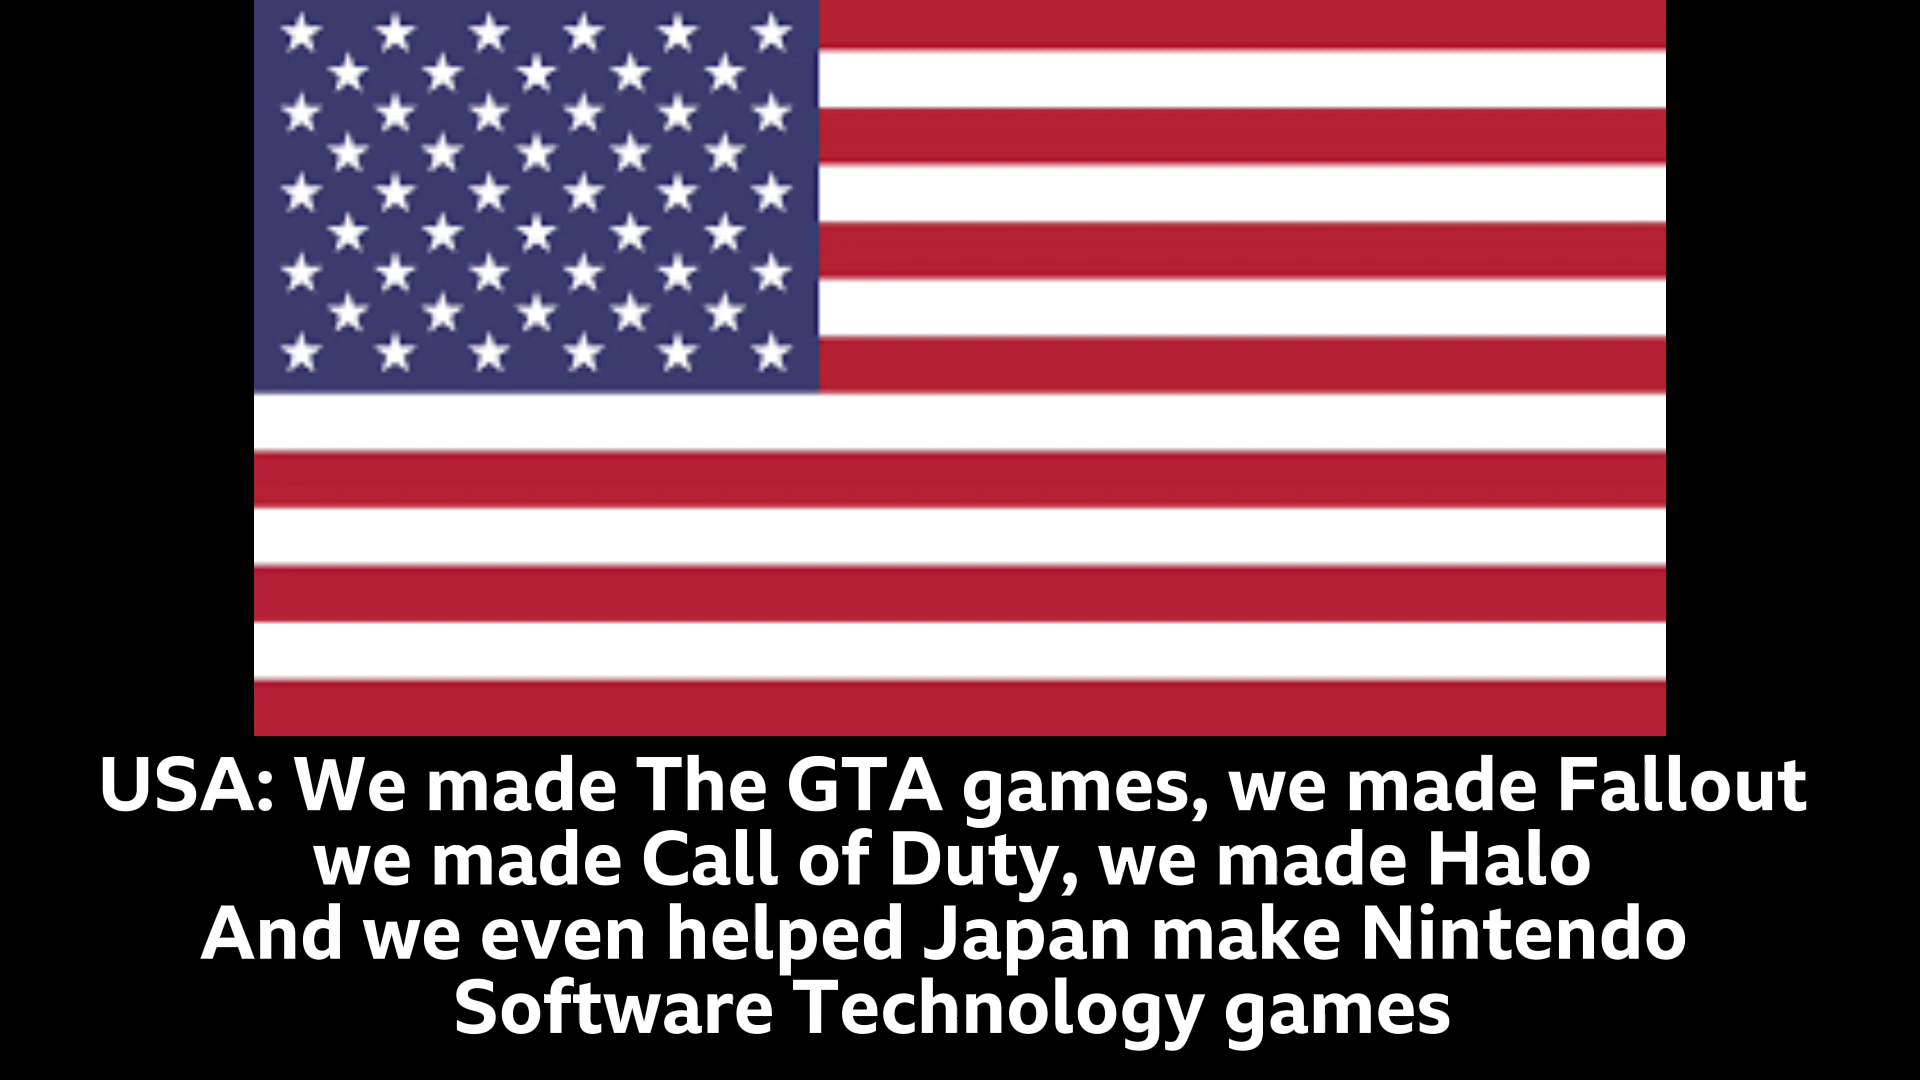 USA: We made The GTA games, we made Fallout
we made Call of Duty, we made Halo
And we even helped Japan make Nintendo
Software Technology games